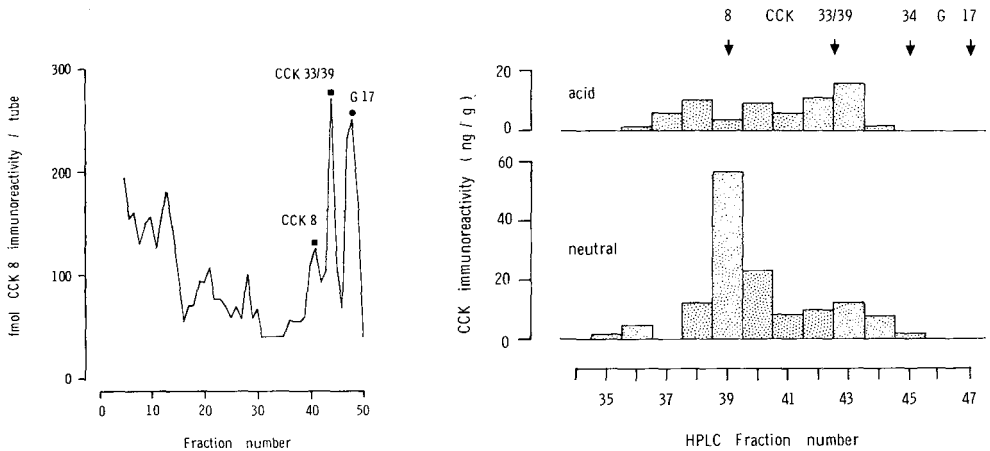 fmol CCK 8 immunoreactivity / tube
300
200
100
0
CCK 33/39
G 17
CCK 8
0 10 20 30 40 50
Fraction number
8 CCK 33/39 34 G 17
CCK immunoreactivity ( ng / g )
20
0
acid
60
40
20
0
neutral
35 37 39 41 43 45 47
HPLC Fraction number